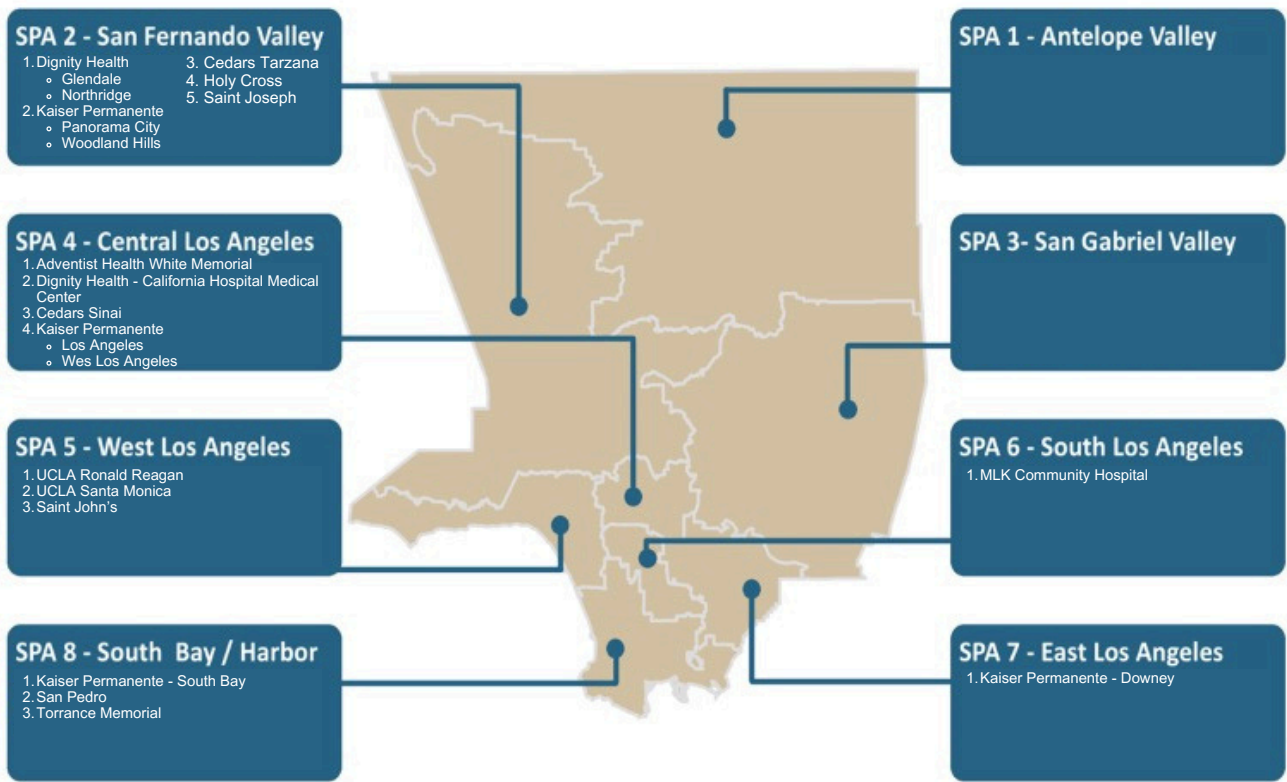 SPA 2 - San Fernando Valley
1. Dignity Health
Glendale
Northridge
2. Kaiser Permanente
Panorama City
Woodland Hills
3. Cedars Tarzana
4. Holy Cross
5. Saint Joseph
SPA 1 - Antelope Valley
SPA 4 - Central Los Angeles
1. Adventist Health White Memorial
2. Dignity Health - California Hospital Medical
Center
3. Cedars Sinai
4. Kaiser Permanente
Los Angeles
Wes Los Angeles
SPA 3- San Gabriel Valley
SPA 5 - West Los Angeles
1. UCLA Ronald Reagan
2. UCLA Santa Monica
3. Saint John's
SPA 6 - South Los Angeles
1. MLK Community Hospital
SPA 8 - South Bay / Harbor
1. Kaiser Permanente - South Bay
2. San Pedro
3. Torrance Memorial
SPA 7 - East Los Angeles
1. Kaiser Permanente - Downey